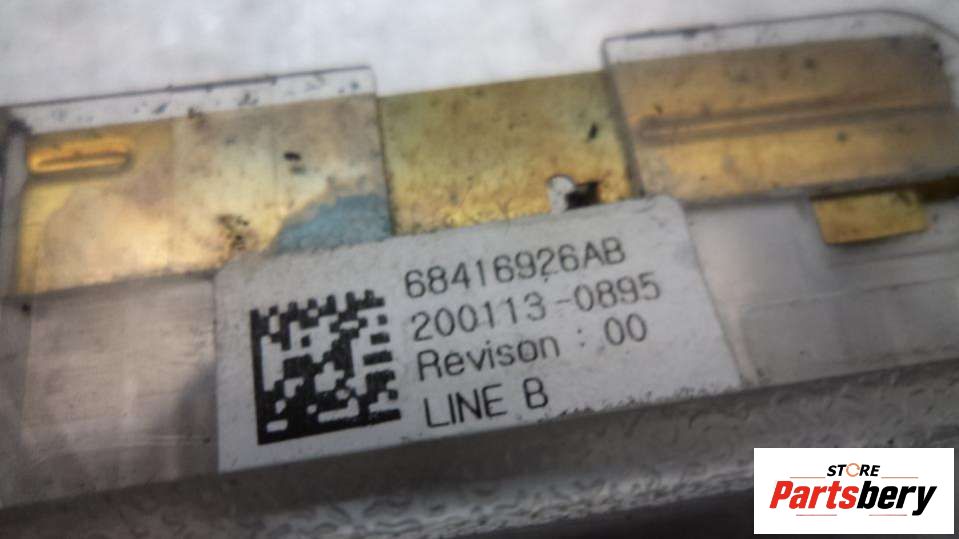 68416926AB
200113-0895
Revison : 00
LINE B
STORE
Partsbery